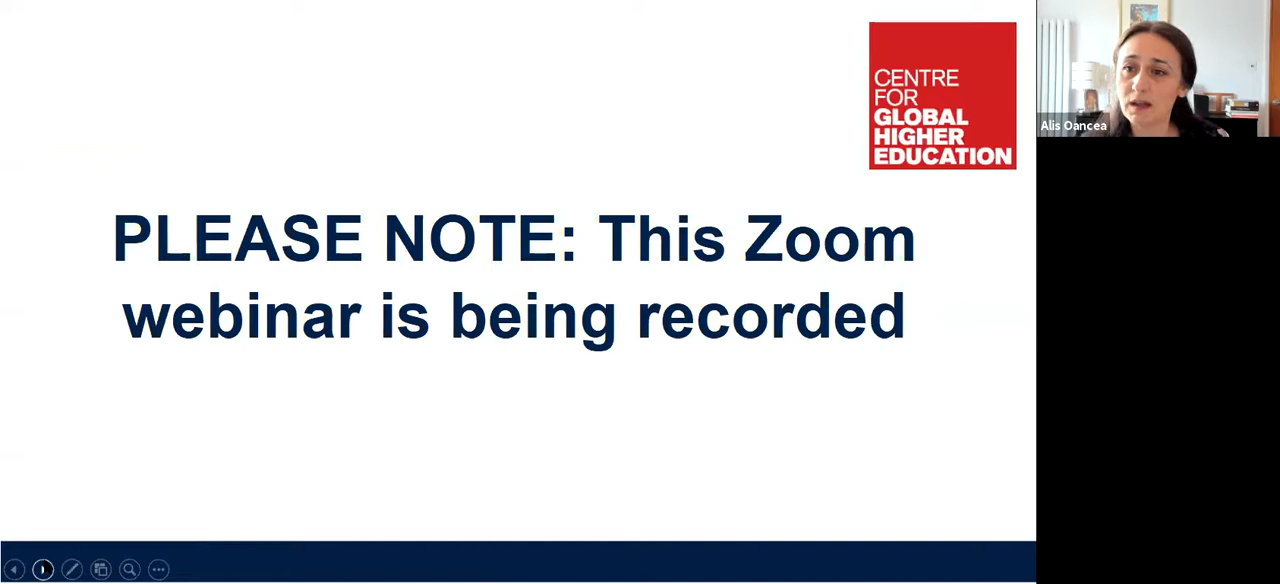 CENTRE
FOR
GLOBAL
HIGHER
EDUCATION
Alis Oancea
PLEASE NOTE: This Zoom
webinar is being recorded